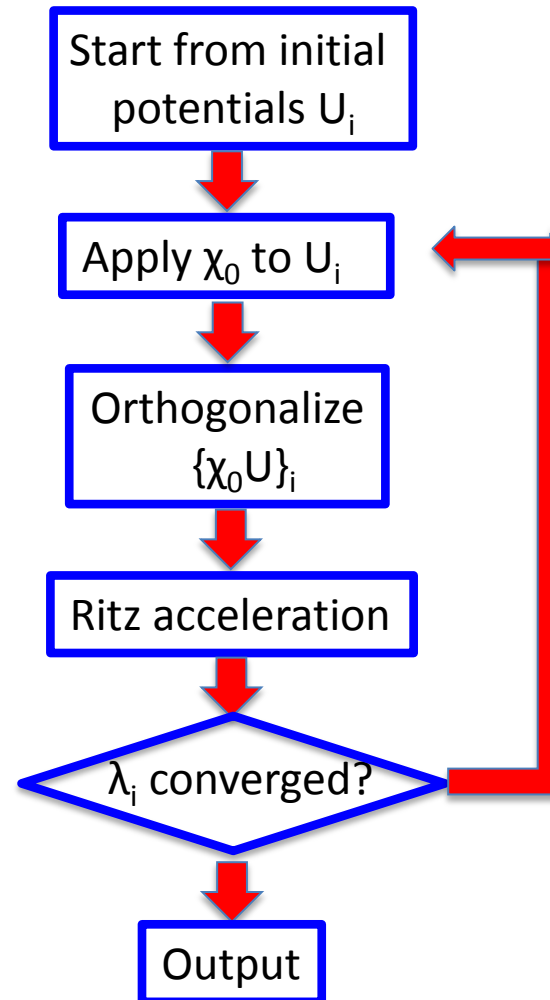 Start from initial
potentials Uᵢ
Apply χ₀ to Uᵢ
Orthogonalize
{χ₀U}ᵢ
Ritz acceleration
λᵢ converged?
Output